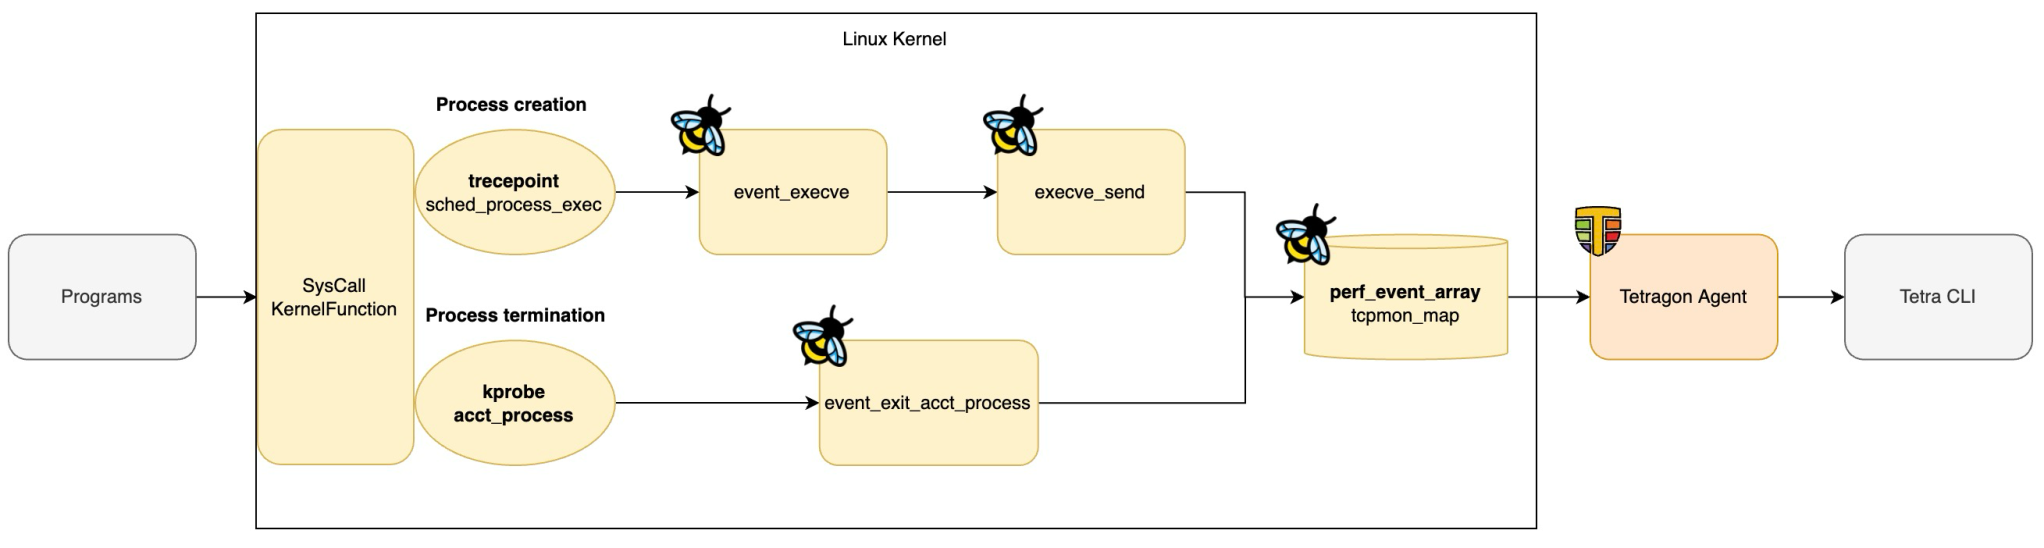 Linux Kernel
Process creation
trecepoint
sched_process_exec
event_execve
execve_send
Programs
SysCall
KernelFunction
perf_event_array
tcpmon_map
Tetragon Agent
Tetra CLI
Process termination
kprobe
acct_process
event_exit_acct_process